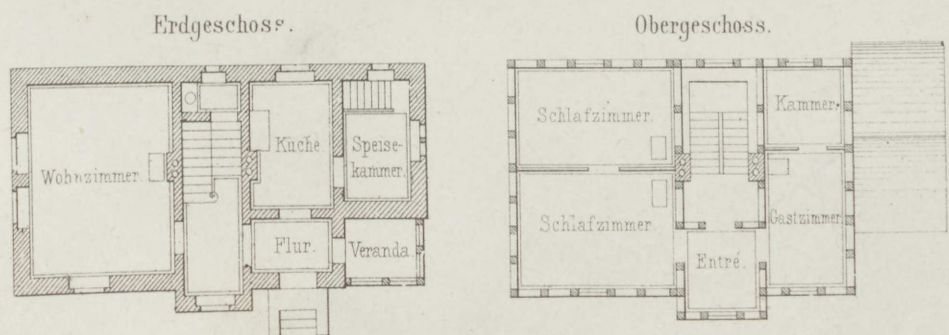 Erdgeschoss.
Wohnzimmer.
Küche
Speise-
kammer.
Flur.
Veranda.
Obergeschoss.
Schlafzimmer.
Kammer.
Schlafzimmer
Gastzimmer.
Entré.